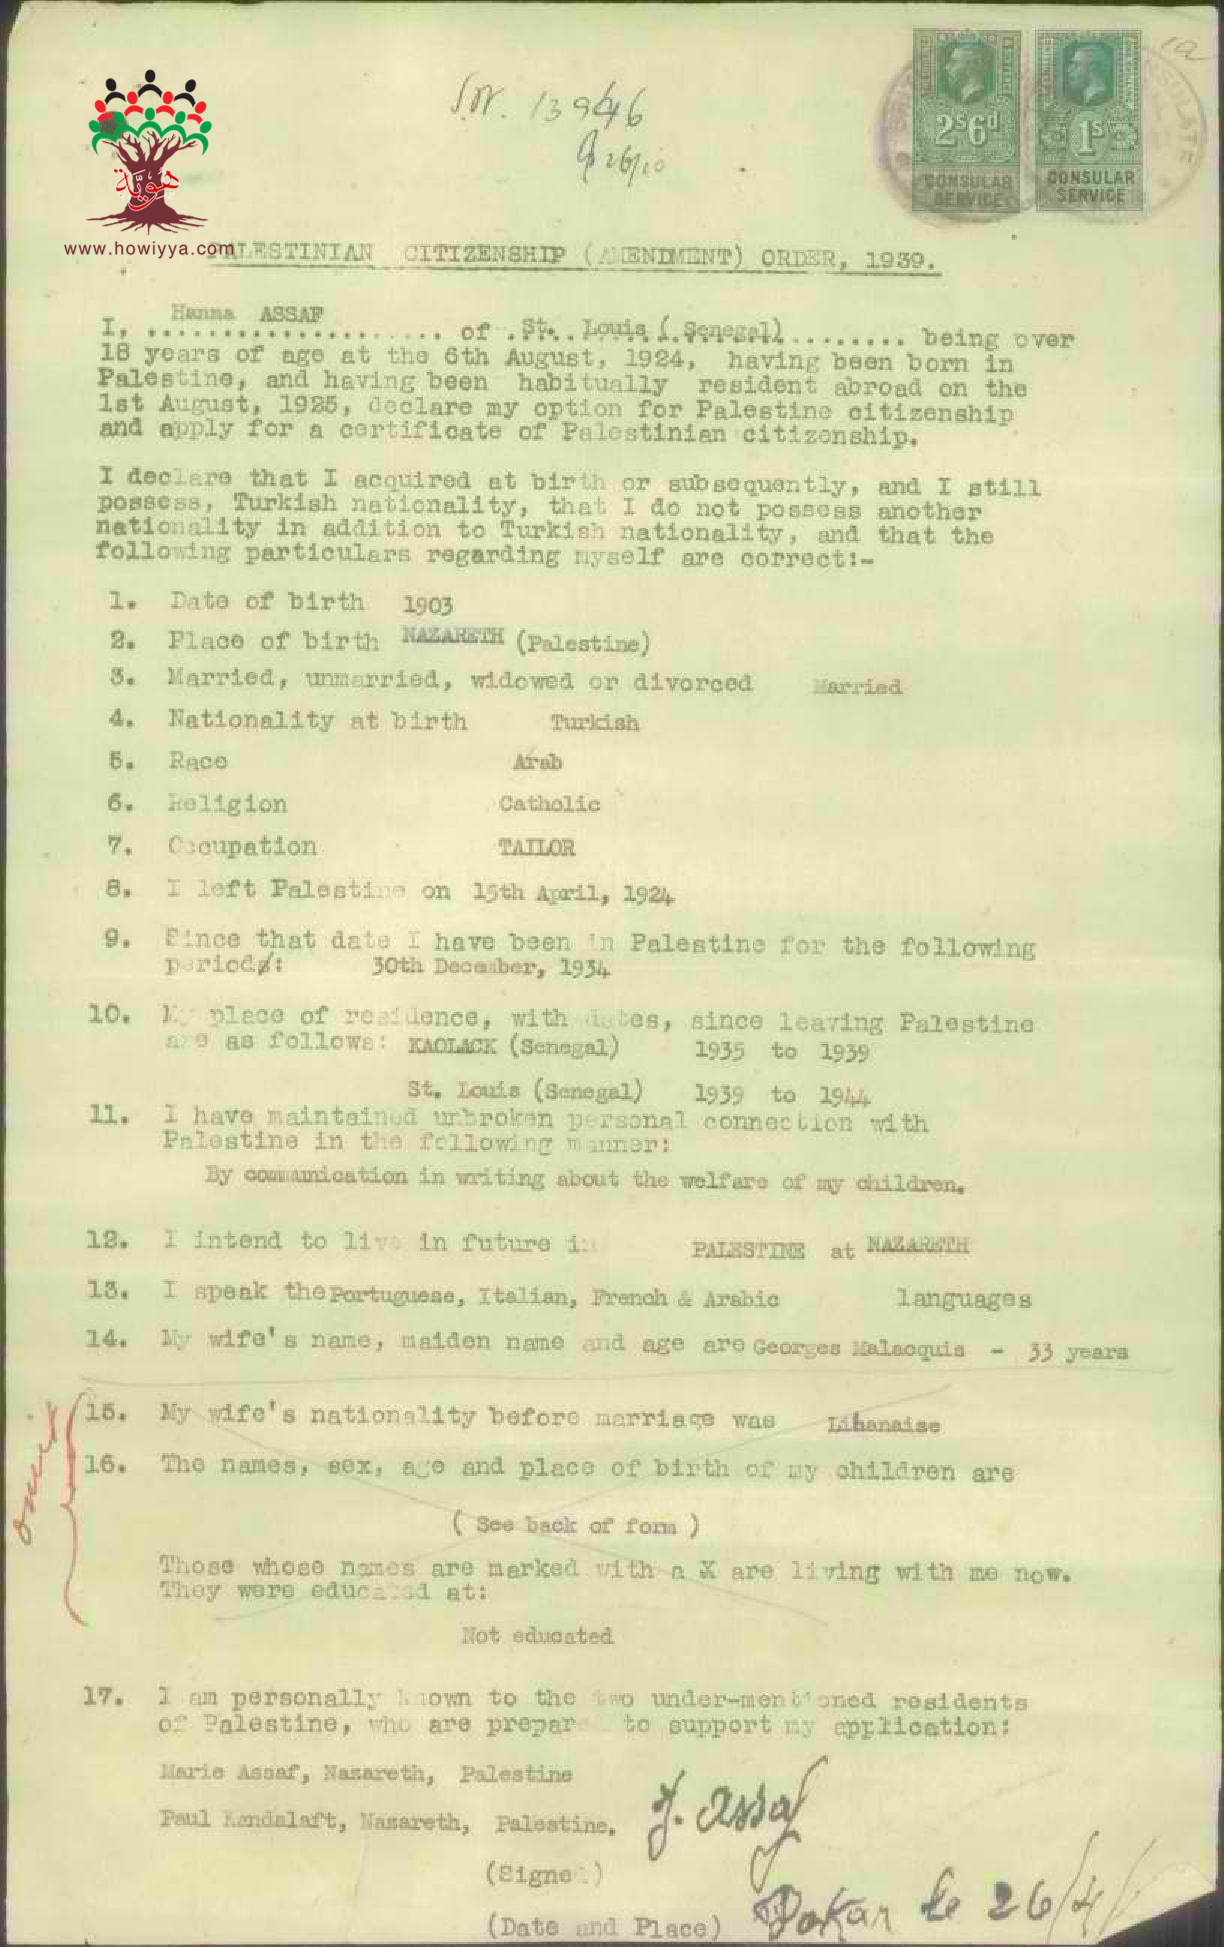 1a
13946
26/10
2s6d
CONSULAR
SERVICE
1s
CONSULAR
SERVICE
هوية
www.howiyya.com
PALESTINIAN CITIZENSHIP (AMENDMENT) ORDER, 1939.
Hanna ASSAF
I, .................... of .St.. Louis.(.Senegal)......... being over
18 years of age at the 6th August, 1924, having been born in
Palestine, and having been habitually resident abroad on the
1st August, 1925, declare my option for Palestine citizenship
and apply for a certificate of Palestinian citizenship.
I declare that I acquired at birth or subsequently, and I still
possess, Turkish nationality, that I do not possess another
nationality in addition to Turkish nationality, and that the
following particulars regarding myself are correct:-
1. Date of birth 1903
2. Place of birth NAZARETH (Palestine)
3. Married, unmarried, widowed or divorced Married
4. Nationality at birth Turkish
5. Race Arab
6. Religion Catholic
7. Occupation TAILOR
8. I left Palestine on 15th April, 1924
9. Since that date I have been in Palestine for the following
periods: 30th December, 1934
10. My place of residence, with dates, since leaving Palestine
are as follows: KAOLACK (Senegal) 1935 to 1939
St. Louis (Senegal) 1939 to 1944
11. I have maintained unbroken personal connection with
Palestine in the following manner:
By communication in writing about the welfare of my children.
12. I intend to live in future in PALESTINE at NAZARETH
13. I speak the Portuguese, Italian, French & Arabic languages
14. My wife's name, maiden name and age are Georges Malacquis - 33 years
omit
15. My wife's nationality before marriage was Libanaise
16. The names, sex, age and place of birth of my children are
( See back of form )
Those whose names are marked with a X are living with me now.
They were educated at:
Not educated
17. I am personally known to the two under-mentioned residents
of Palestine, who are prepared to support my application:
Marie Assaf, Nazareth, Palestine
Paul Kandalaft, Nazareth, Palestine.
J. Assaf
(Signed)
(Date and Place) Dakar le 26/4/